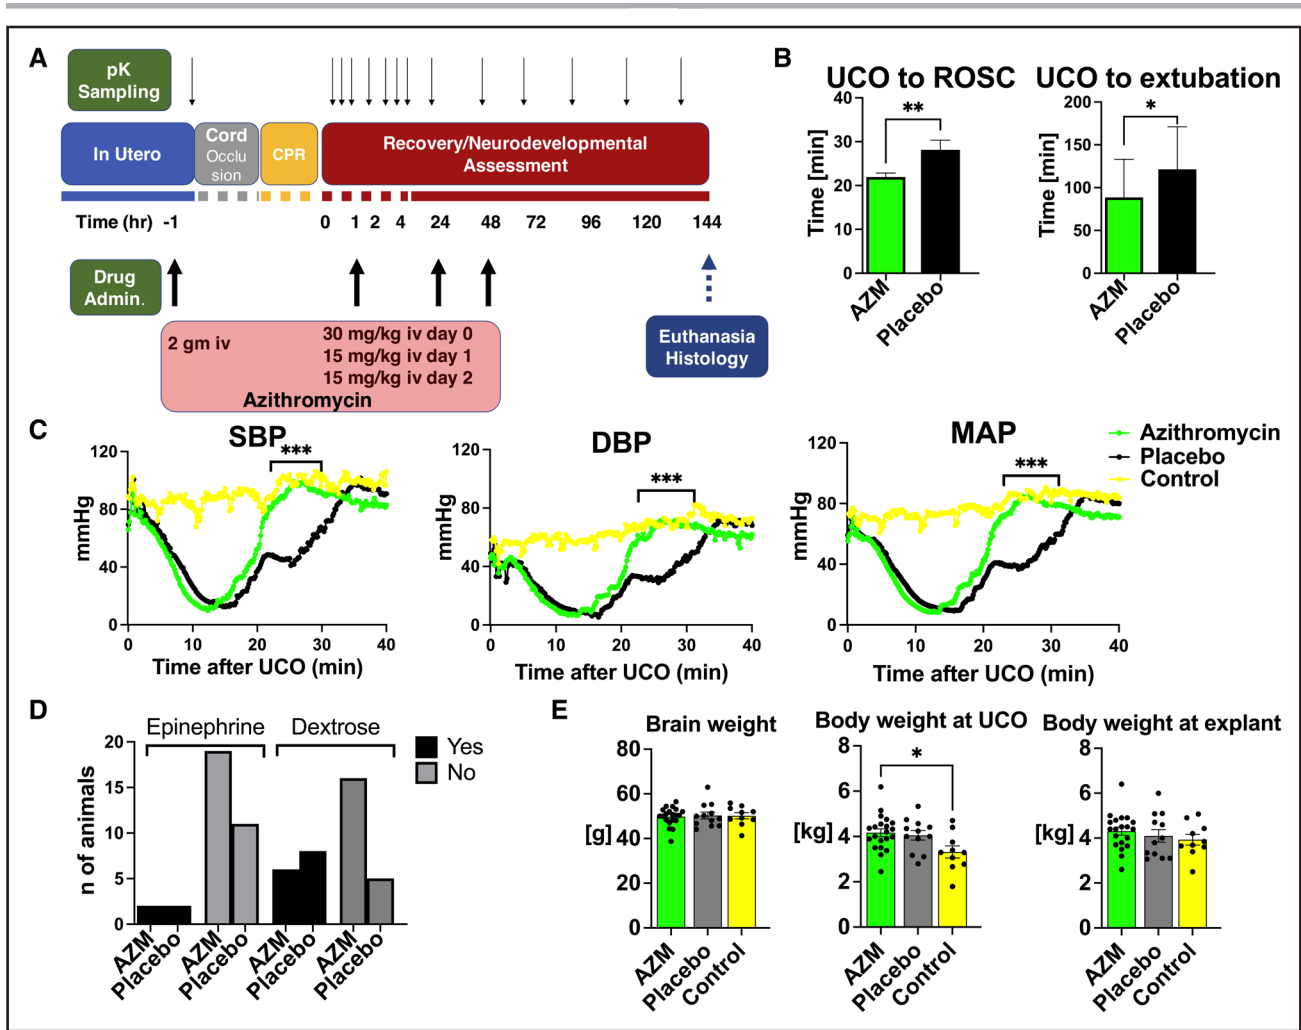 A
pK
Sampling
In Utero
Cord
Occlu
sion
CPR
Recovery/Neurodevelopmental
Assessment
Time (hr) -1 0 1 2 4 24 48 72 96 120 144
Drug
Admin.
2 gm iv
30 mg/kg iv day 0
15 mg/kg iv day 1
15 mg/kg iv day 2
Azithromycin
Euthanasia
Histology
B
UCO to ROSC
**
Time [min]
40
30
20
10
0
AZM
Placebo
UCO to extubation
*
Time [min]
200
150
100
50
0
AZM
Placebo
C
SBP
***
mmHg
120
80
40
0
0 10 20 30 40
Time after UCO (min)
DBP
***
mmHg
120
80
40
0
0 10 20 30 40
Time after UCO (min)
MAP
***
mmHg
120
80
40
0
0 10 20 30 40
Time after UCO (min)
Azithromycin
Placebo
Control
D
Epinephrine Dextrose
Yes
No
n of animals
20
15
10
5
0
AZM
Placebo
AZM
Placebo
AZM
Placebo
AZM
Placebo
E
Brain weight
[g]
80
60
40
20
0
AZM
Placebo
Control
Body weight at UCO
*
[kg]
8
6
4
2
0
AZM
Placebo
Control
Body weight at explant
[kg]
8
6
4
2
0
AZM
Placebo
Control